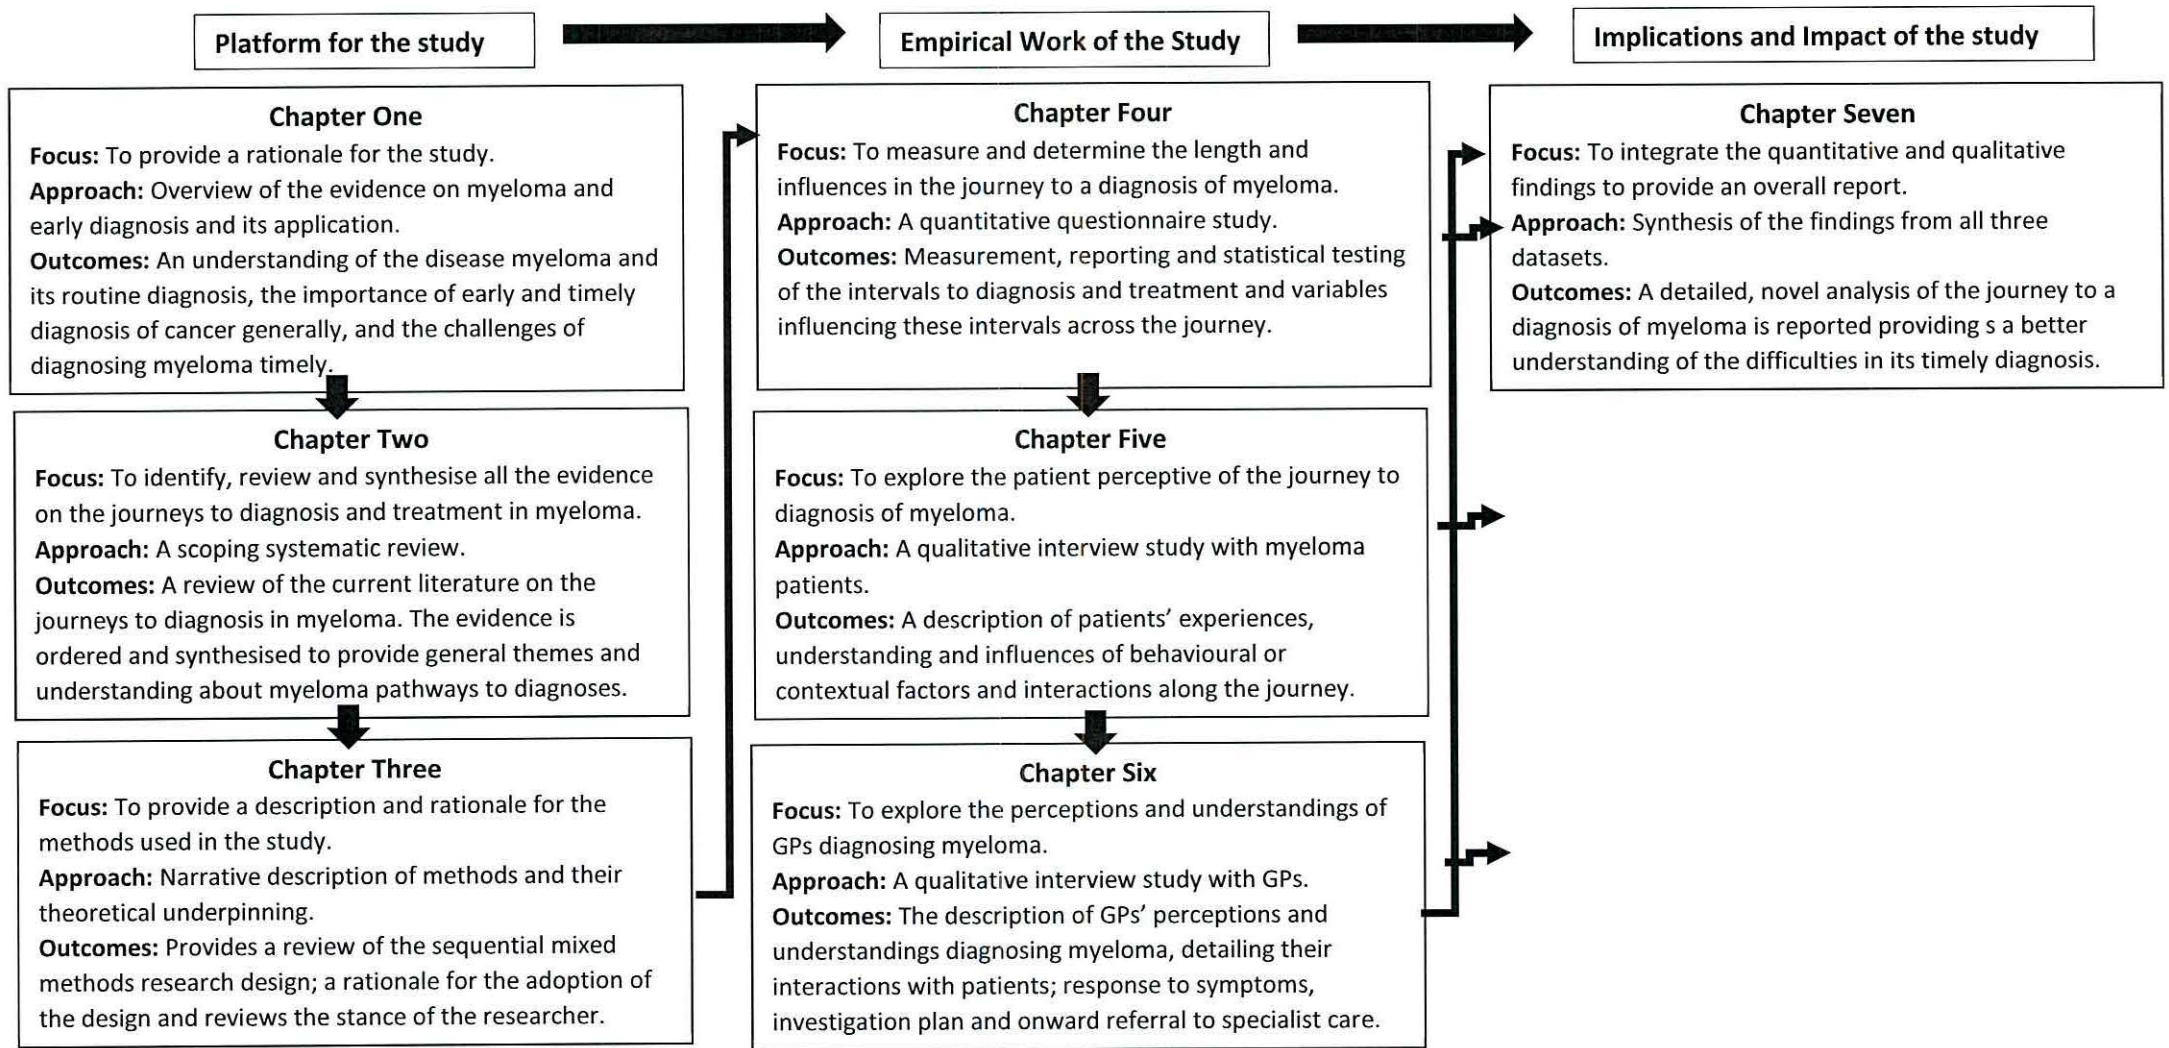 Platform for the study
Empirical Work of the Study
Implications and Impact of the study
Chapter One
Focus: To provide a rationale for the study.
Approach: Overview of the evidence on myeloma and
early diagnosis and its application.
Outcomes: An understanding of the disease myeloma and
its routine diagnosis, the importance of early and timely
diagnosis of cancer generally, and the challenges of
diagnosing myeloma timely.
Chapter Two
Focus: To identify, review and synthesise all the evidence
on the journeys to diagnosis and treatment in myeloma.
Approach: A scoping systematic review.
Outcomes: A review of the current literature on the
journeys to diagnosis in myeloma. The evidence is
ordered and synthesised to provide general themes and
understanding about myeloma pathways to diagnoses.
Chapter Three
Focus: To provide a description and rationale for the
methods used in the study.
Approach: Narrative description of methods and their
theoretical underpinning.
Outcomes: Provides a review of the sequential mixed
methods research design; a rationale for the adoption of
the design and reviews the stance of the researcher.
Chapter Four
Focus: To measure and determine the length and
influences in the journey to a diagnosis of myeloma.
Approach: A quantitative questionnaire study.
Outcomes: Measurement, reporting and statistical testing
of the intervals to diagnosis and treatment and variables
influencing these intervals across the journey.
Chapter Five
Focus: To explore the patient perceptive of the journey to
diagnosis of myeloma.
Approach: A qualitative interview study with myeloma
patients.
Outcomes: A description of patients’ experiences,
understanding and influences of behavioural or
contextual factors and interactions along the journey.
Chapter Six
Focus: To explore the perceptions and understandings of
GPs diagnosing myeloma.
Approach: A qualitative interview study with GPs.
Outcomes: The description of GPs’ perceptions and
understandings diagnosing myeloma, detailing their
interactions with patients; response to symptoms,
investigation plan and onward referral to specialist care.
Chapter Seven
Focus: To integrate the quantitative and qualitative
findings to provide an overall report.
Approach: Synthesis of the findings from all three
datasets.
Outcomes: A detailed, novel analysis of the journey to a
diagnosis of myeloma is reported providing s a better
understanding of the difficulties in its timely diagnosis.